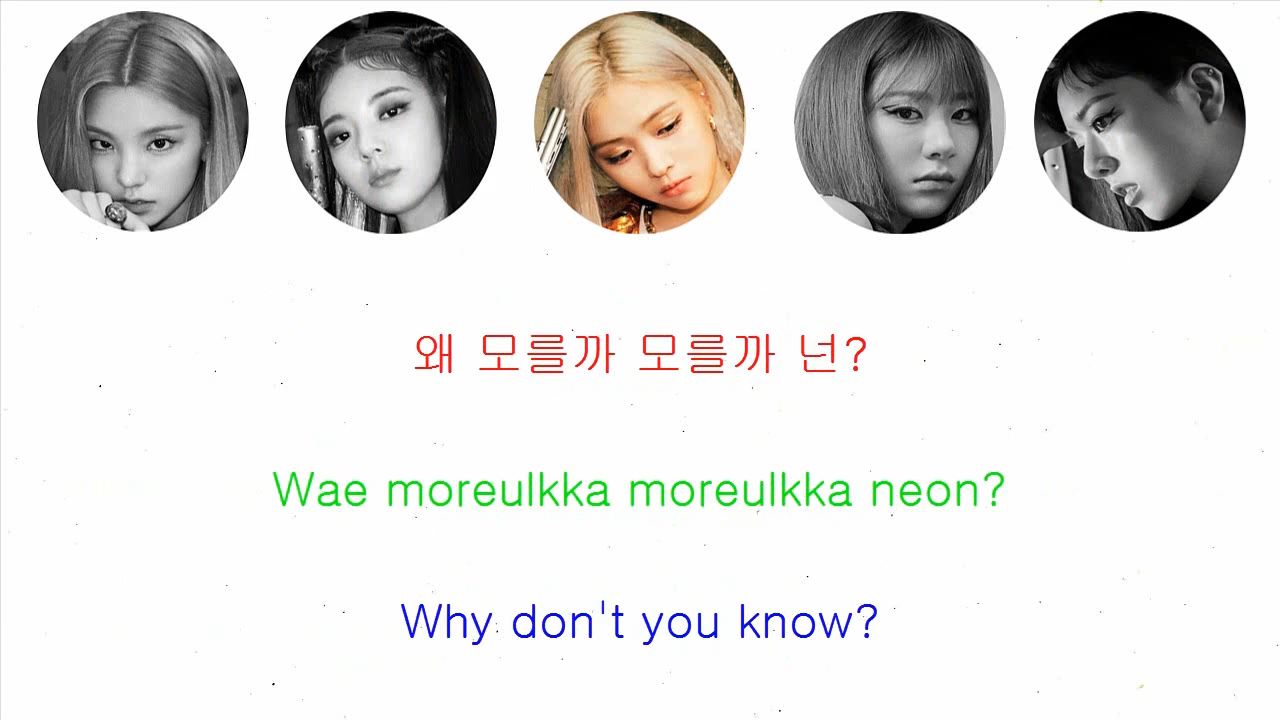 왜 모를까 모를까 넌?
Wae moreulkka moreulkka neon?
Why don't you know?